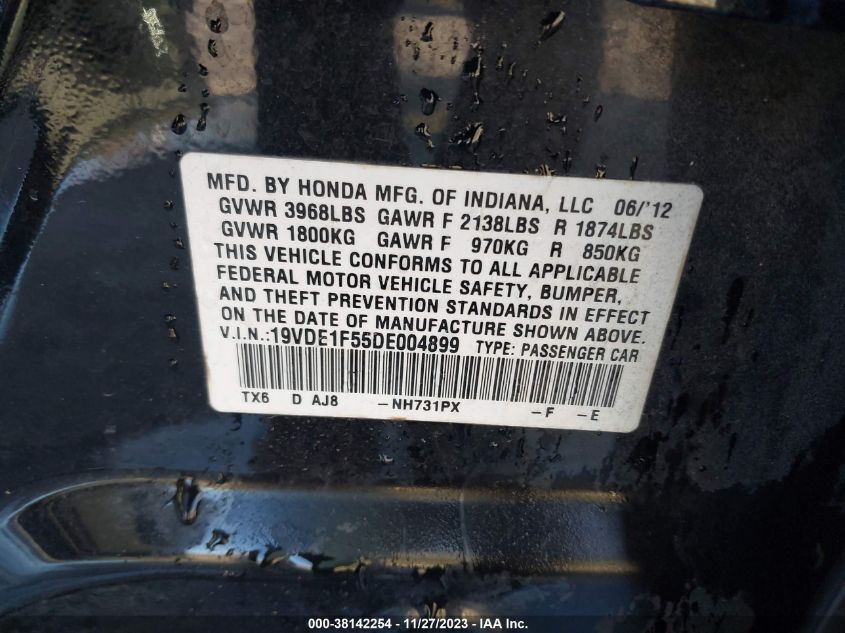 MFD. BY HONDA MFG. OF INDIANA, LLC 06/'12
GVWR 3968LBS GAWR F 2138LBS R 1874LBS
GVWR 1800KG GAWR F 970KG R 850KG
THIS VEHICLE CONFORMS TO ALL APPLICABLE
FEDERAL MOTOR VEHICLE SAFETY, BUMPER,
AND THEFT PREVENTION STANDARDS IN EFFECT
ON THE DATE OF MANUFACTURE SHOWN ABOVE.
V.I.N.:19VDE1F55DE004899 TYPE: PASSENGER CAR
TX6 D AJ8 -NH731PX -F -E
000-38142254 - 11/27/2023 - IAA Inc.